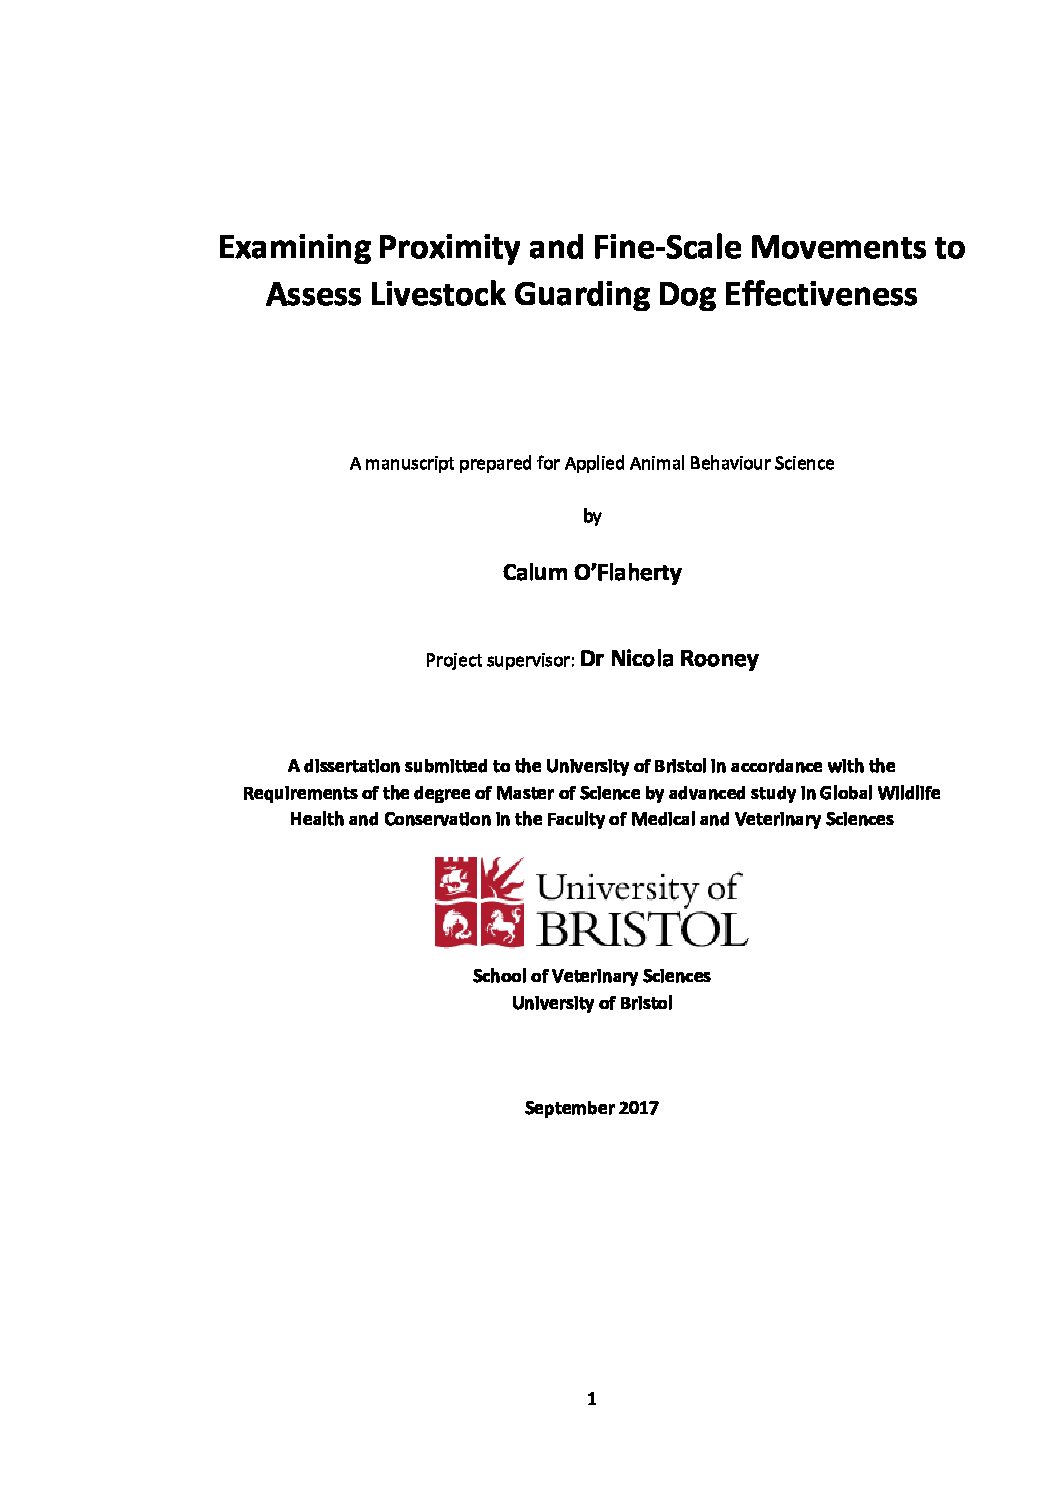 Examining Proximity and Fine-Scale Movements to
Assess Livestock Guarding Dog Effectiveness
A manuscript prepared for Applied Animal Behaviour Science
by
Calum O’Flaherty
Project supervisor: Dr Nicola Rooney
A dissertation submitted to the University of Bristol in accordance with the
Requirements of the degree of Master of Science by advanced study in Global Wildlife
Health and Conservation in the Faculty of Medical and Veterinary Sciences
University of
BRISTOL
School of Veterinary Sciences
University of Bristol
September 2017
1